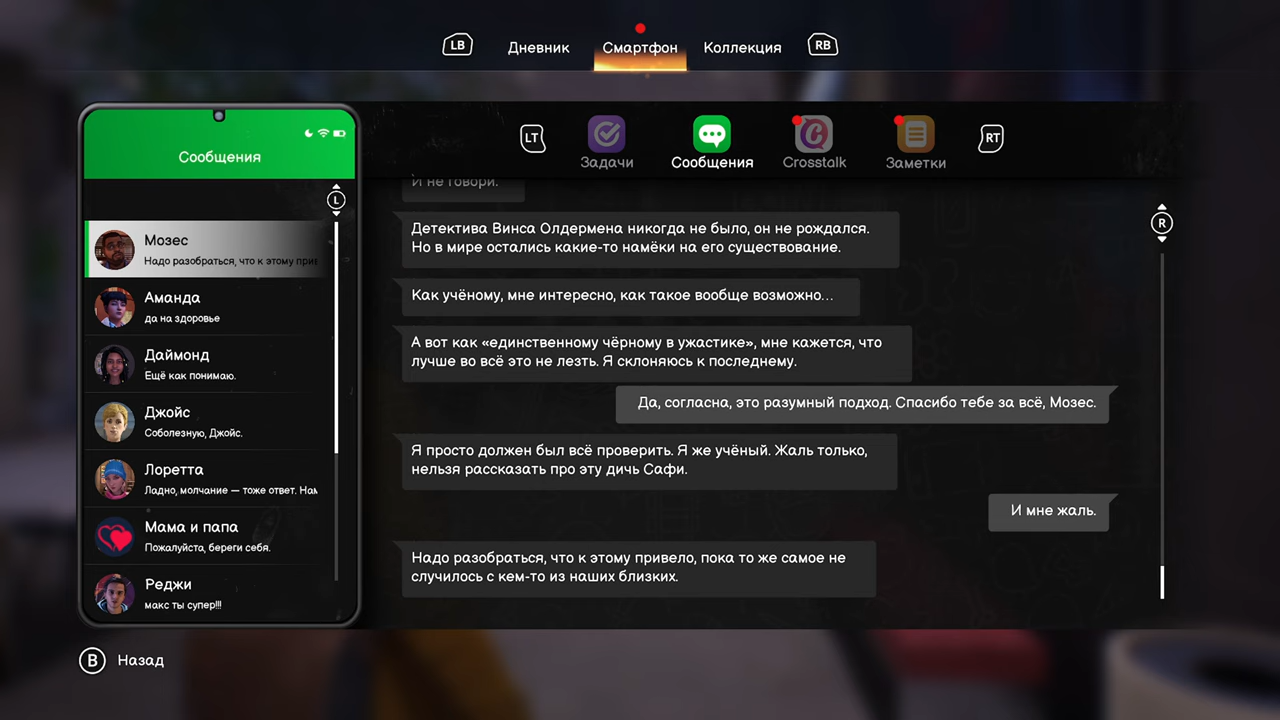 LB
Дневник
Смартфон
Коллекция
RB
Сообщения
L
Мозес
Надо разобраться, что к этому при
Аманда
да на здоровье
Даймонд
Ещё как понимаю.
Джойс
Соболезную, Джойс.
Лоретта
Ладно, молчание — тоже ответ. Нам
Мама и папа
Пожалуйста, береги себя.
Реджи
макс ты супер!!!
LT
Задачи
Сообщения
Crosstalk
Заметки
RT
R
И не говори.
Детектива Винса Олдермена никогда не было, он не рождался.
Но в мире остались какие-то намёки на его существование.
Как учёному, мне интересно, как такое вообще возможно...
А вот как «единственному чёрному в ужастике», мне кажется, что
лучше во всё это не лезть. Я склоняюсь к последнему.
Да, согласна, это разумный подход. Спасибо тебе за всё, Мозес.
Я просто должен был всё проверить. Я же учёный. Жаль только,
нельзя рассказать про эту дичь Сафи.
И мне жаль.
Надо разобраться, что к этому привело, пока то же самое не
случилось с кем-то из наших близких.
B Назад